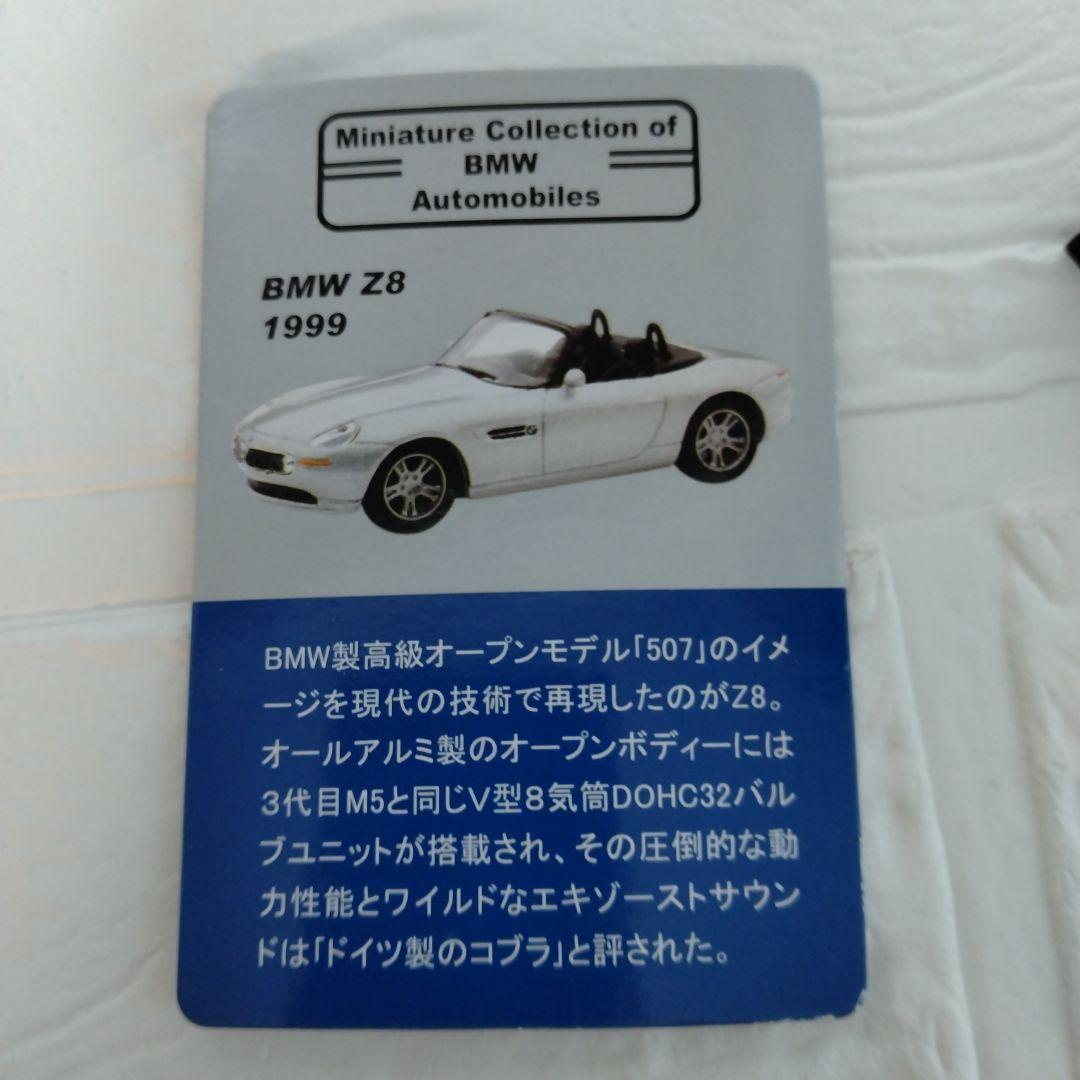 Miniature Collection of
BMW
Automobiles
BMW Z8
1999
BMW製高級オープンモデル「507」のイメ
ージを現代の技術で再現したのがZ8。
オールアルミ製のオープンボディーには
3代目M5と同じV型8気筒DOHC32バル
ブユニットが搭載され、その圧倒的な動
力性能とワイルドなエキゾーストサウン
ドは「ドイツ製のコブラ」と評された。